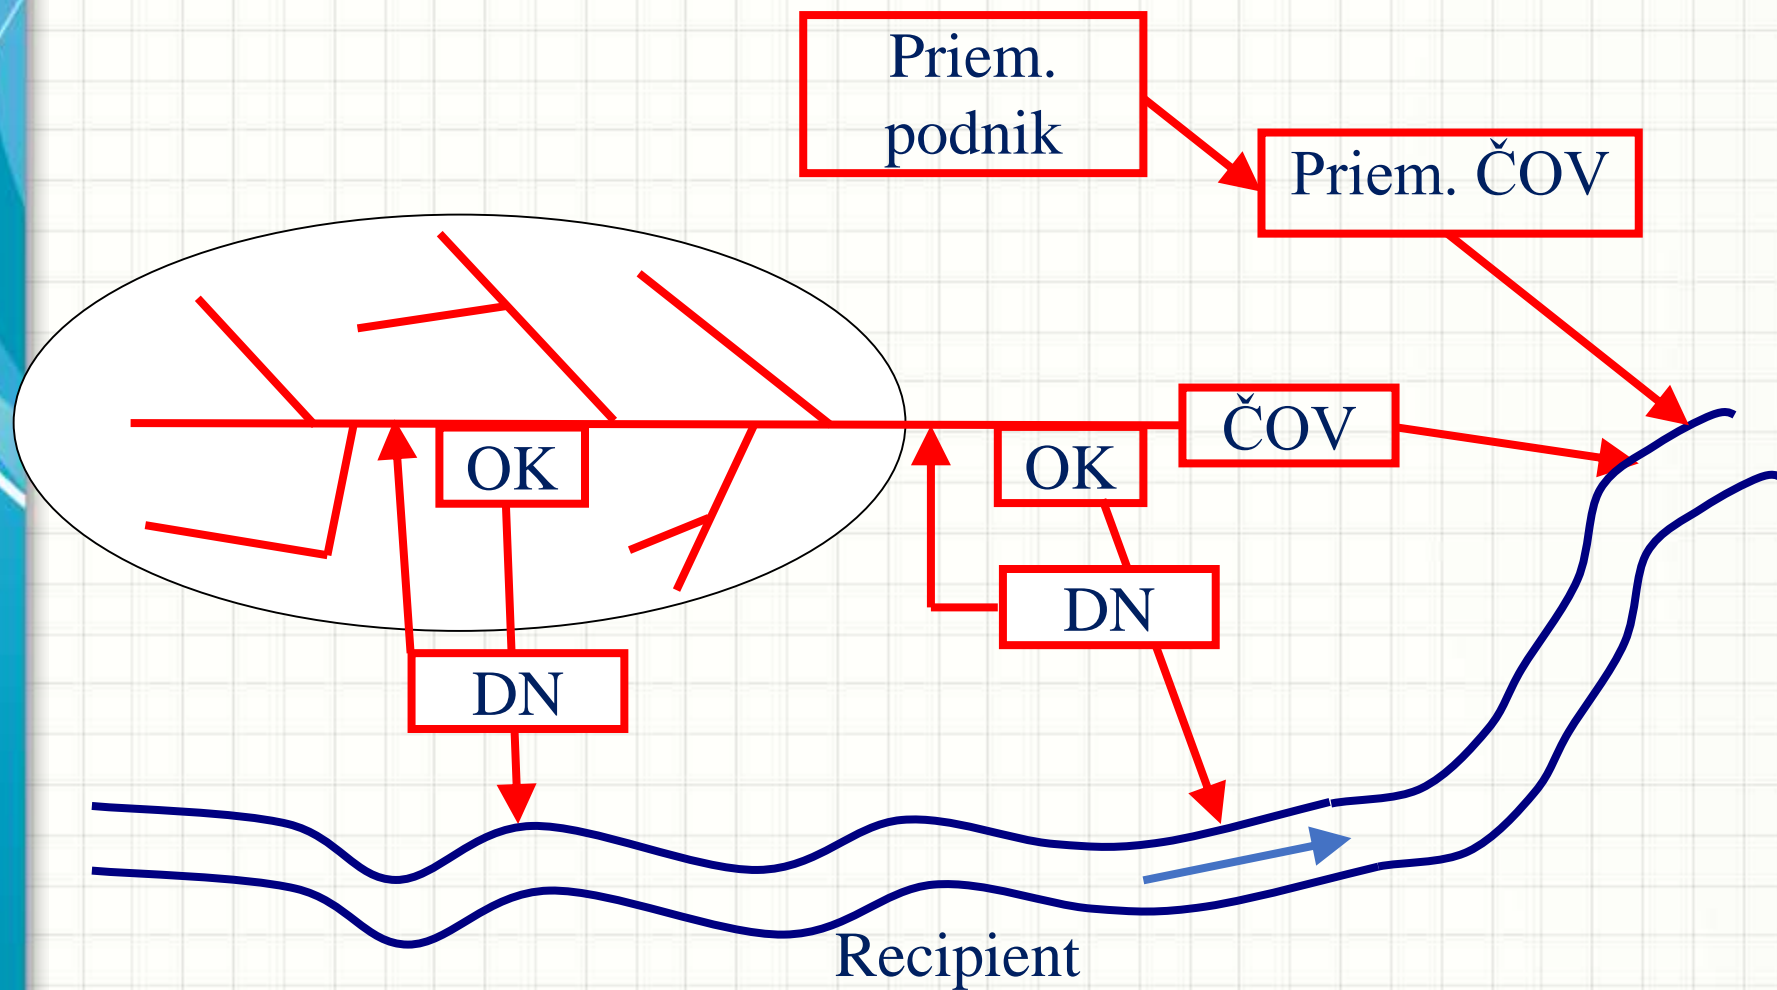 Priem.
podnik
Priem. ČOV
ČOV
OK
OK
DN
DN
Recipient